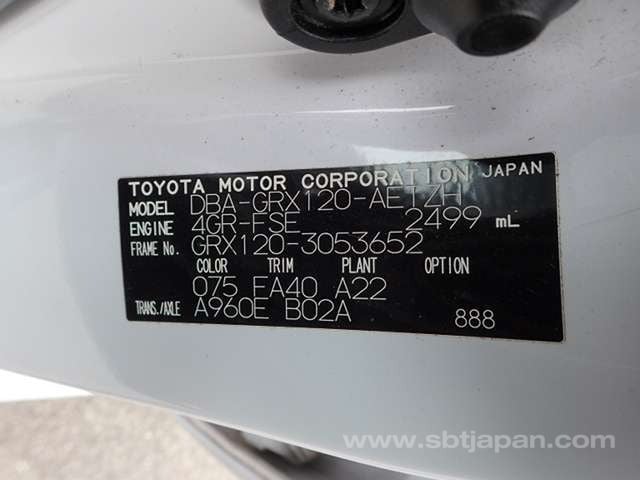 TOYOTA MOTOR CORPORATION JAPAN
MODEL DBA-GRX120-AETZH
ENGINE 4GR-FSE 2499 mL
FRAME No. GRX120-3053652
COLOR TRIM PLANT OPTION
075 FA40 A22
TRANS./AXLE A960E B02A 888
www.sbtjapan.com